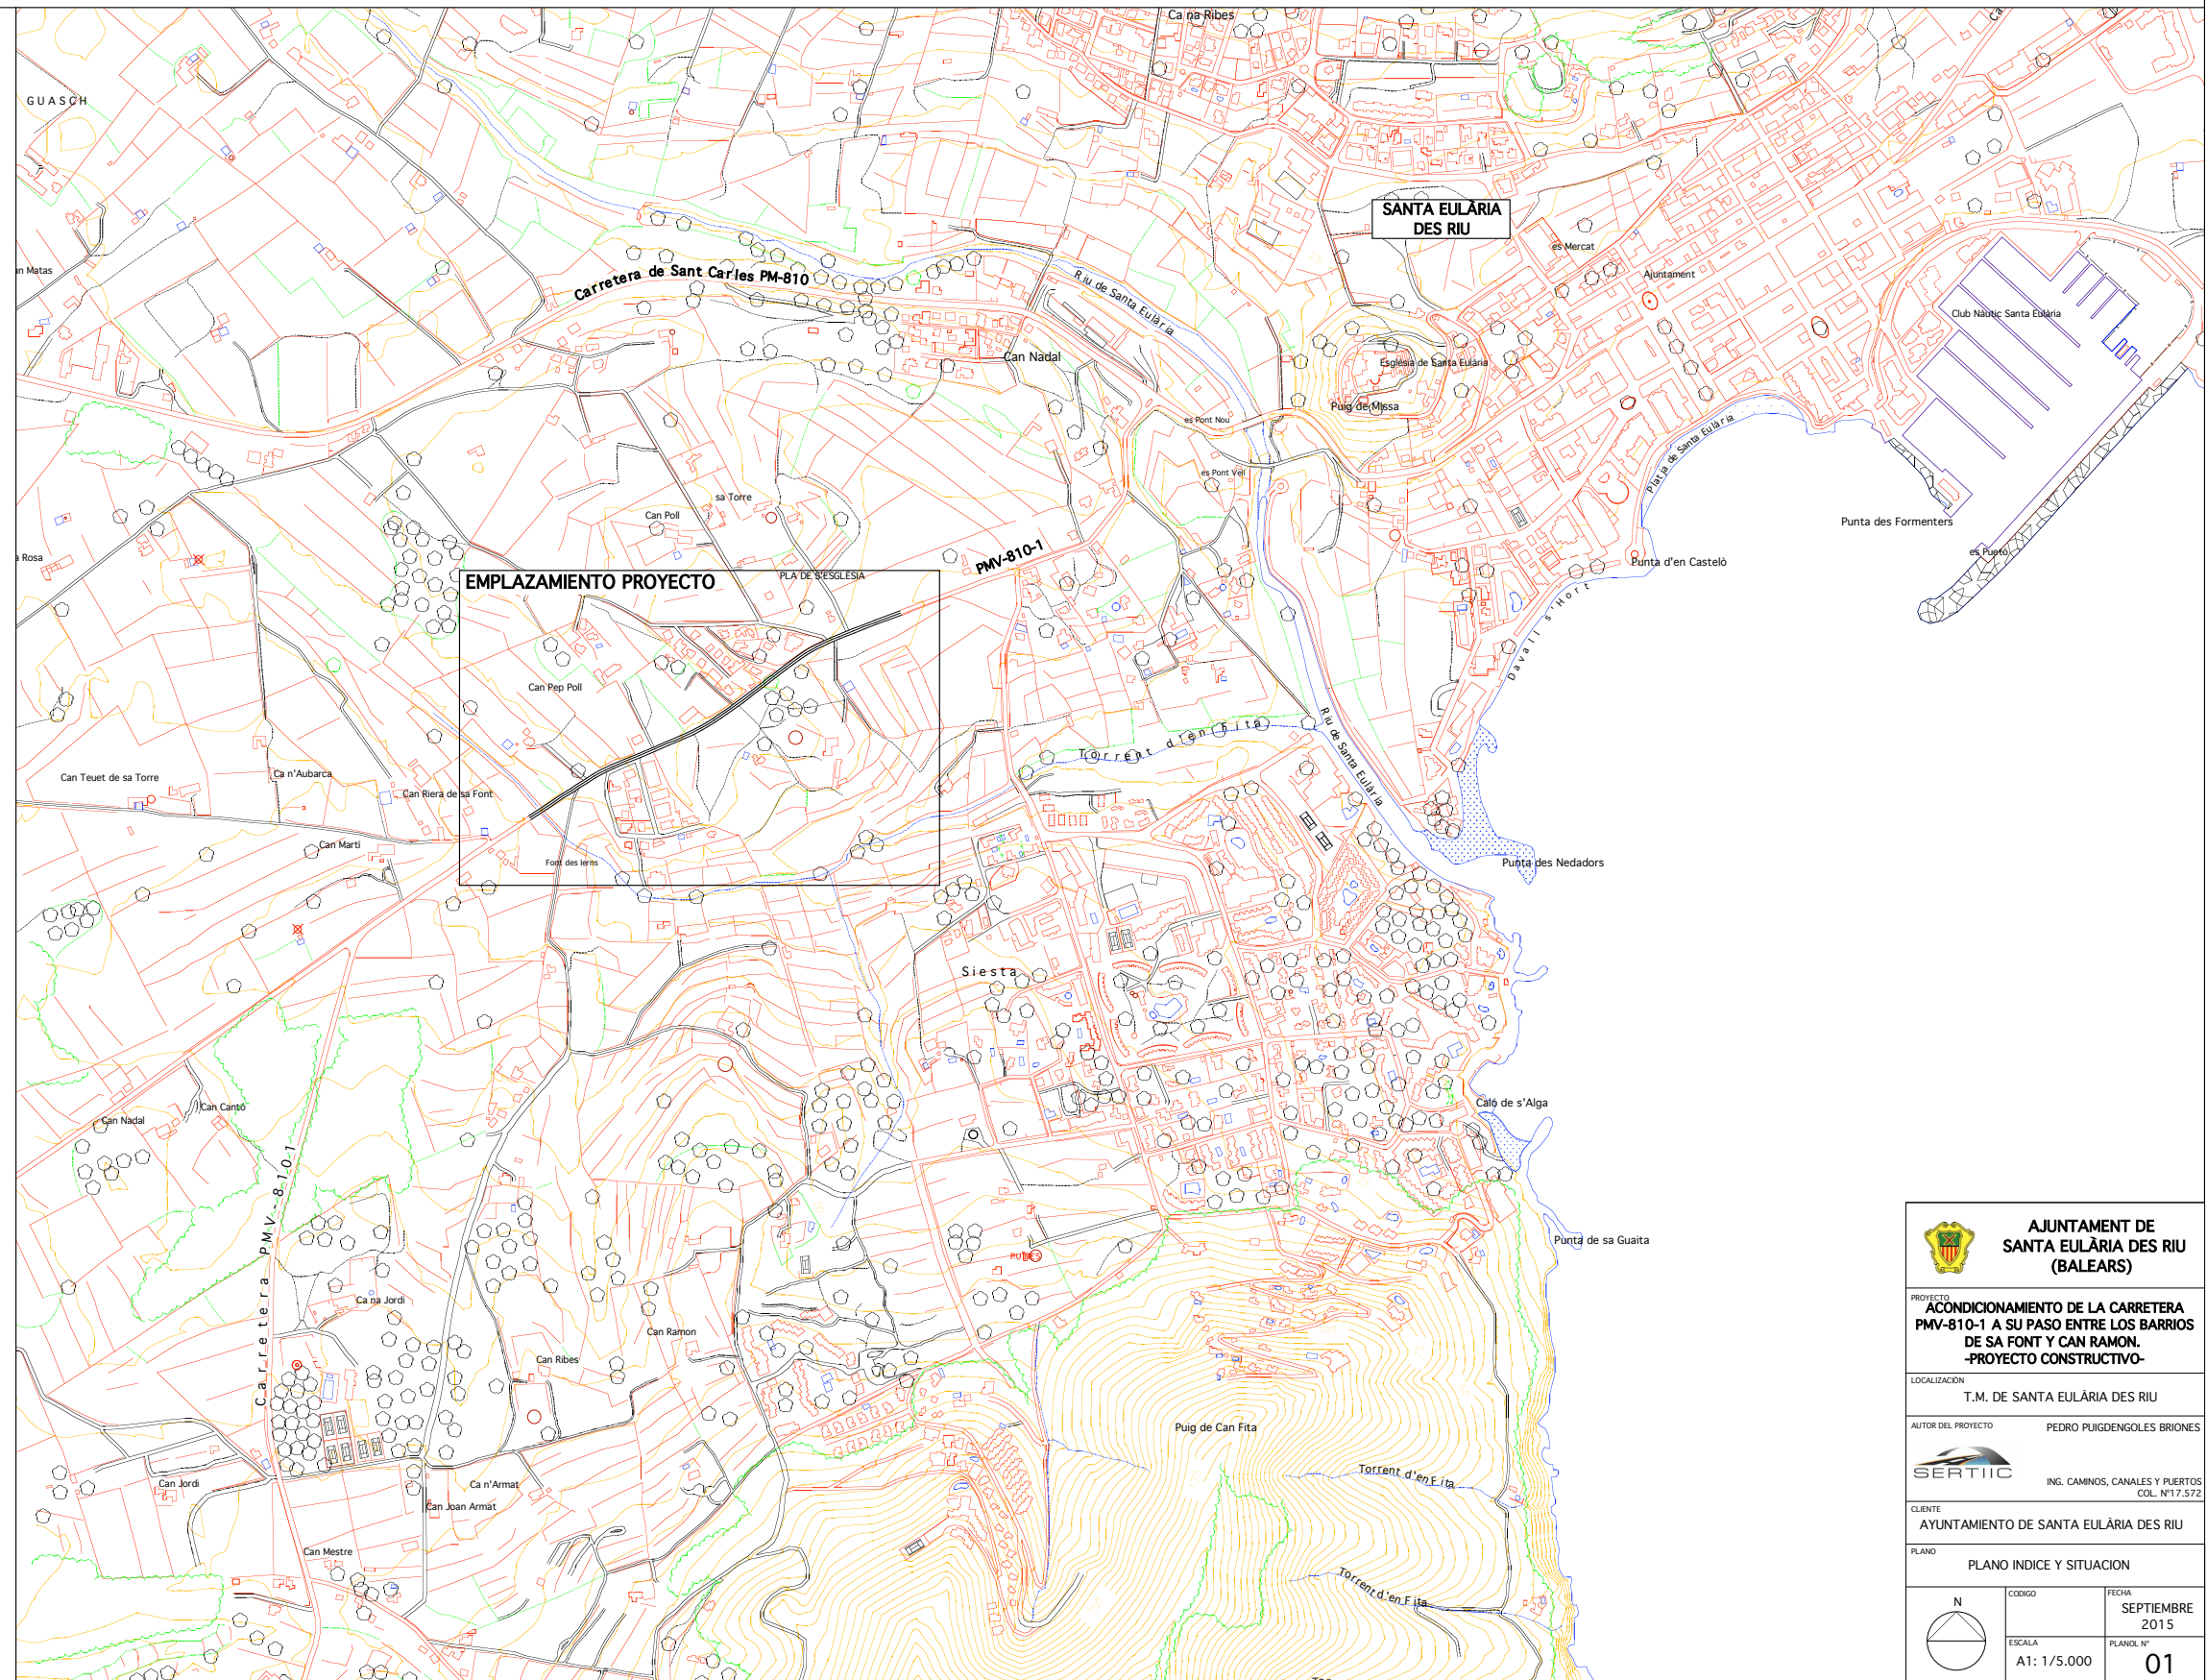 Ca na Ribes
GUASCH
SANTA EULÀRIA
DES RIU
es Mercat
Ajuntament
Carretera de Sant Carles PM-810
Riu de Santa Eulària
Club Nàutic Santa Eulària
Can Nadal
Església de Santa Eulària
Puig de Missa
es Pont Nou
es Pont Vell
Platja de Santa Eulària
sa Torre
Can Poll
Punta des Formenters
es Puetó
PMV-810-1
Punta d'en Castelò
EMPLAZAMIENTO PROYECTO
PLA DE S'ESGLESIA
Davall s'Hort
Can Pep Poll
Torrent d'en Fita
Riu de Santa Eulària
Can Teuet de sa Torre
Ca n'Aubarca
Can Riera de sa Font
Can Martí
Font des Ierns
Punta des Nedadors
Siesta
Caló de s'Alga
Can Cantó
Can Nadal
Carretera PMV-810-1
Punta de sa Guaita
RUINES
Ca na Jordi
Can Ramon
Can Ribes
Puig de Can Fita
Torrent d'en Fita
Can Jordi
Ca n'Armat
Can Joan Armat
Can Mestre
Torrent d'en Fita
AJUNTAMENT DE
SANTA EULÀRIA DES RIU
(BALEARS)
PROYECTO
ACONDICIONAMIENTO DE LA CARRETERA
PMV-810-1 A SU PASO ENTRE LOS BARRIOS
DE SA FONT Y CAN RAMON.
-PROYECTO CONSTRUCTIVO-
LOCALIZACIÓN
T.M. DE SANTA EULÀRIA DES RIU
AUTOR DEL PROYECTO
PEDRO PUIGDENGOLES BRIONES
SERTIIC
ING. CAMINOS, CANALES Y PUERTOS
COL. Nº17.572
CLIENTE
AYUNTAMIENTO DE SANTA EULÀRIA DES RIU
PLANO
PLANO INDICE Y SITUACION
N
CODIGO
FECHA
SEPTIEMBRE
2015
ESCALA
A1: 1/5.000
PLANOL Nº
01